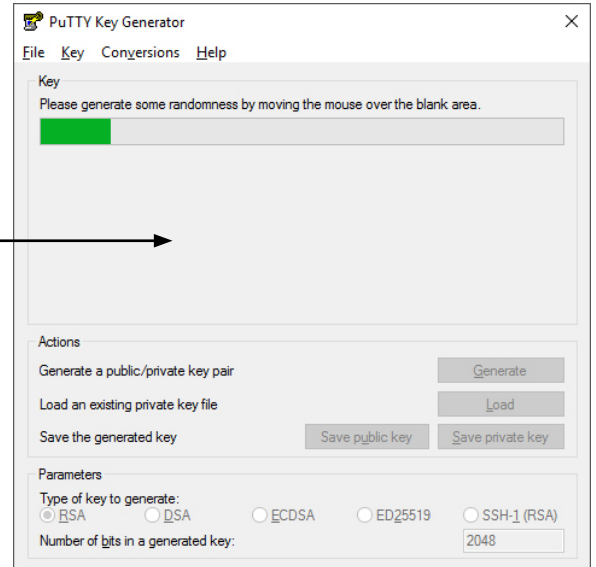 PuTTY Key Generator
File Key Conversions Help
Key
Please generate some randomness by moving the mouse over the blank area.
Actions
Generate a public/private key pair Generate
Load an existing private key file Load
Save the generated key Save public key Save private key
Parameters
Type of key to generate:
RSA DSA ECDSA ED25519 SSH-1 (RSA)
Number of bits in a generated key: 2048